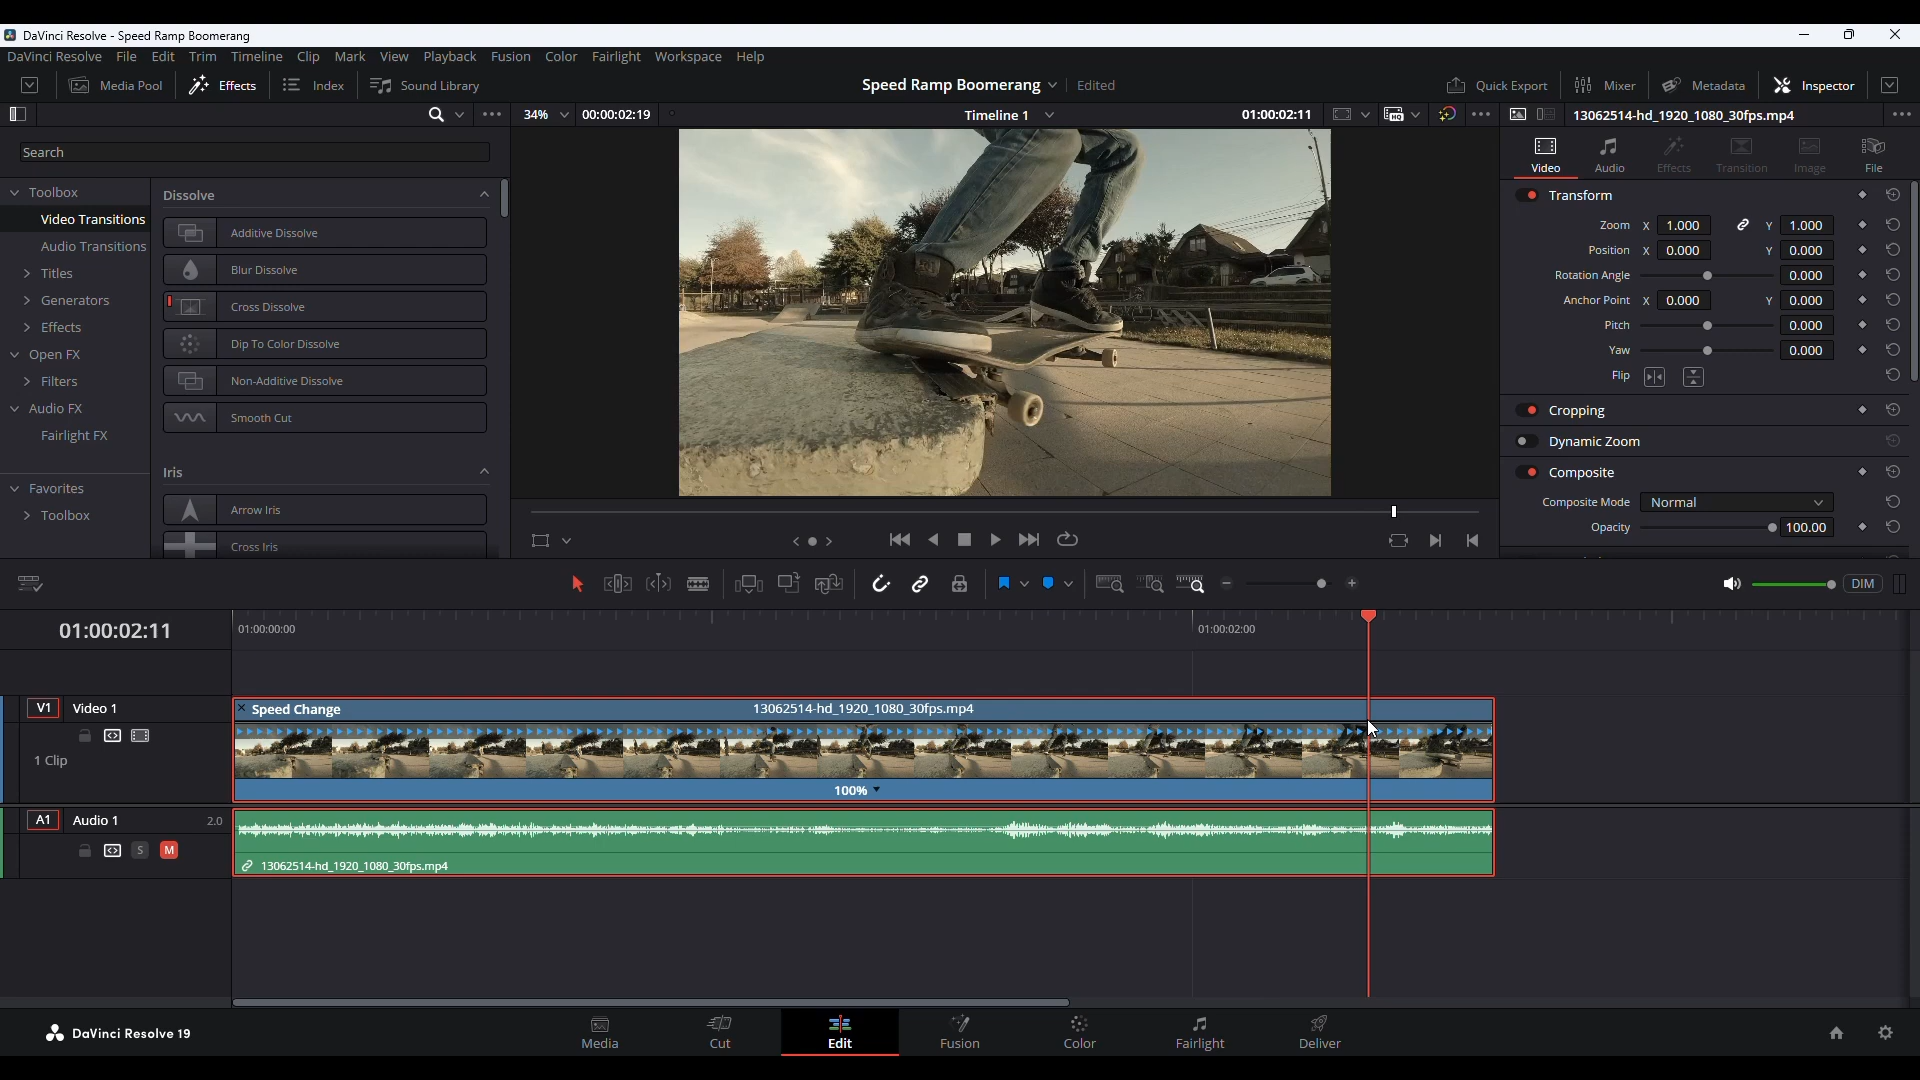 DaVinci Resolve - Speed Ramp Boomerang
DaVinci Resolve File Edit Trim Timeline Clip Mark View Playback Fusion Color Fairlight Workspace Help
Media Pool Effects Index Sound Library Speed Ramp Boomerang Edited Quick Export Mixer Metadata Inspector
34% 00:00:02:19 Timeline 1 01:00:02:11 HQ 13062514-hd_1920_1080_30fps.mp4
Search
Toolbox
Video Transitions
Audio Transitions
Titles
Generators
Effects
Open FX
Filters
Audio FX
Fairlight FX
Favorites
Toolbox
Dissolve
Additive Dissolve
Blur Dissolve
Cross Dissolve
Dip To Color Dissolve
Non-Additive Dissolve
Smooth Cut
Iris
Arrow Iris
Cross Iris
Video Audio Effects Transition Image File
Transform
Zoom X 1.000 Y 1.000
Position X 0.000 Y 0.000
Rotation Angle 0.000
Anchor Point X 0.000 Y 0.000
Pitch 0.000
Yaw 0.000
Flip
Cropping
Dynamic Zoom
Composite
Composite Mode Normal
Opacity 100.00
DIM
01:00:02:11 01:00:00:00 01:00:02:00
V1 Video 1
1 Clip
Speed Change 13062514-hd_1920_1080_30fps.mp4
100%
A1 Audio 1 2.0
S M
13062514-hd_1920_1080_30fps.mp4
DaVinci Resolve 19
Media Cut Edit Fusion Color Fairlight Deliver